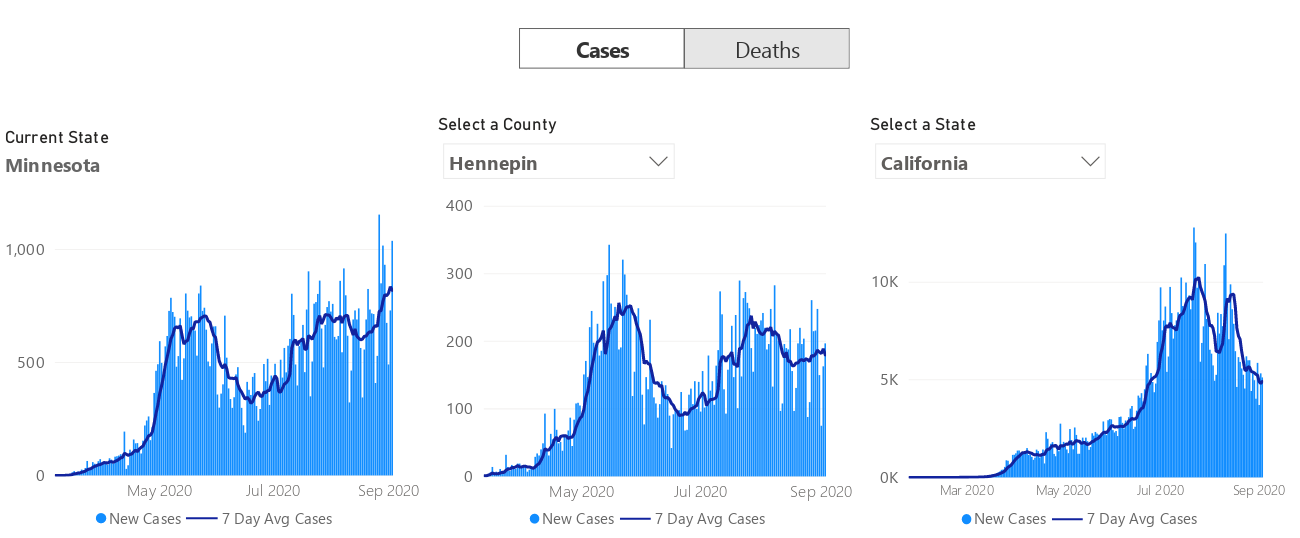 Cases Deaths
Current State
Minnesota
1,000
500
0
May 2020 Jul 2020 Sep 2020
New Cases 7 Day Avg Cases
Select a County
Hennepin
400
300
200
100
0
May 2020 Jul 2020 Sep 2020
New Cases 7 Day Avg Cases
Select a State
California
10K
5K
0K
Mar 2020 May 2020 Jul 2020 Sep 2020
New Cases 7 Day Avg Cases